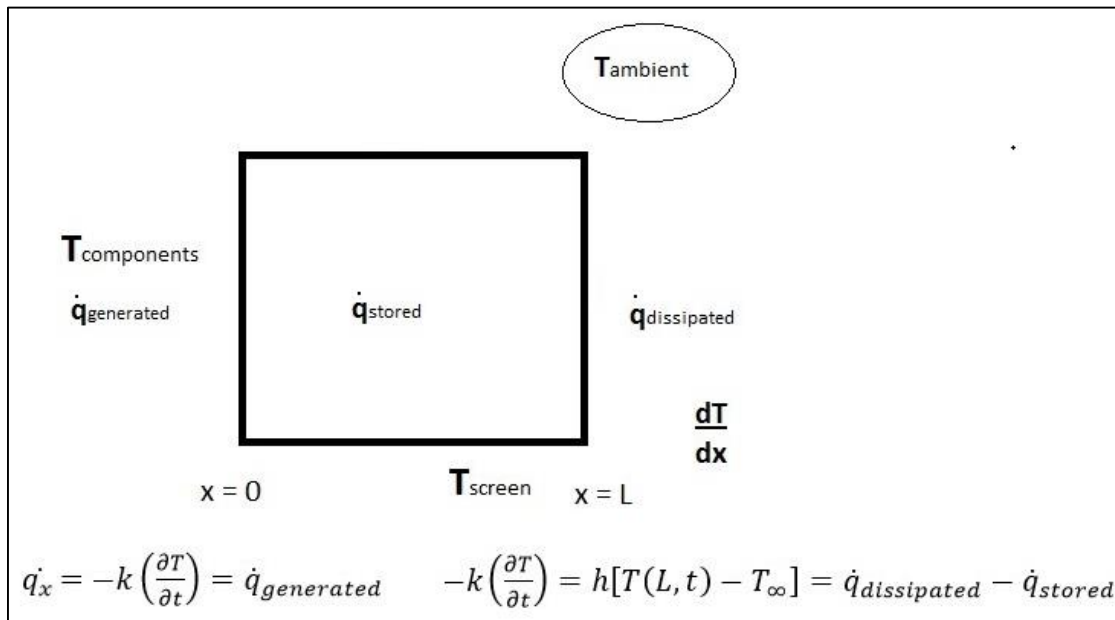 Tambient
Tcomponents
q̇generated
q̇stored
q̇dissipated
dT
dx
x = 0
Tscreen
x = L
q̇x = −k (∂T/∂t) = q̇generated −k (∂T/∂t) = h[T(L, t) − T∞] = q̇dissipated − q̇stored